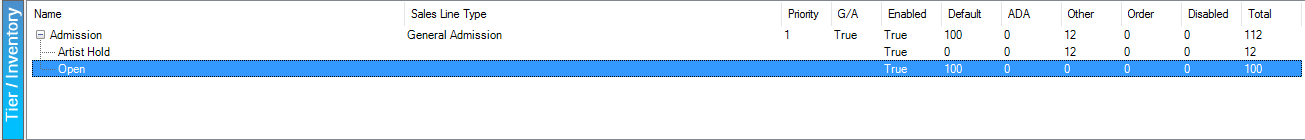 Tier / Inventory
Name Sales Line Type Priority G/A Enabled Default ADA Other Order Disabled Total
Admission General Admission 1 True True 100 0 12 0 0 112
Artist Hold True 0 0 12 0 0 12
Open True 100 0 0 0 0 100